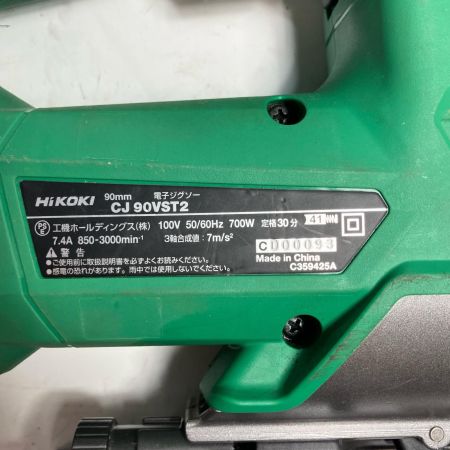 HiKOKI 90mm 電子ジグソー
CJ 90VST2
PS E 工機ホールディングス(株) 100V 50/60Hz 700W 定格30分 41
7.4A 850-3000min⁻¹ 3軸合成値:7m/s²
警告
●ご使用前に取扱説明書を必ずよくお読みください。
●感電の恐れがあります。雨中では使用しないでください。
C D00093
Made in China
C359425A